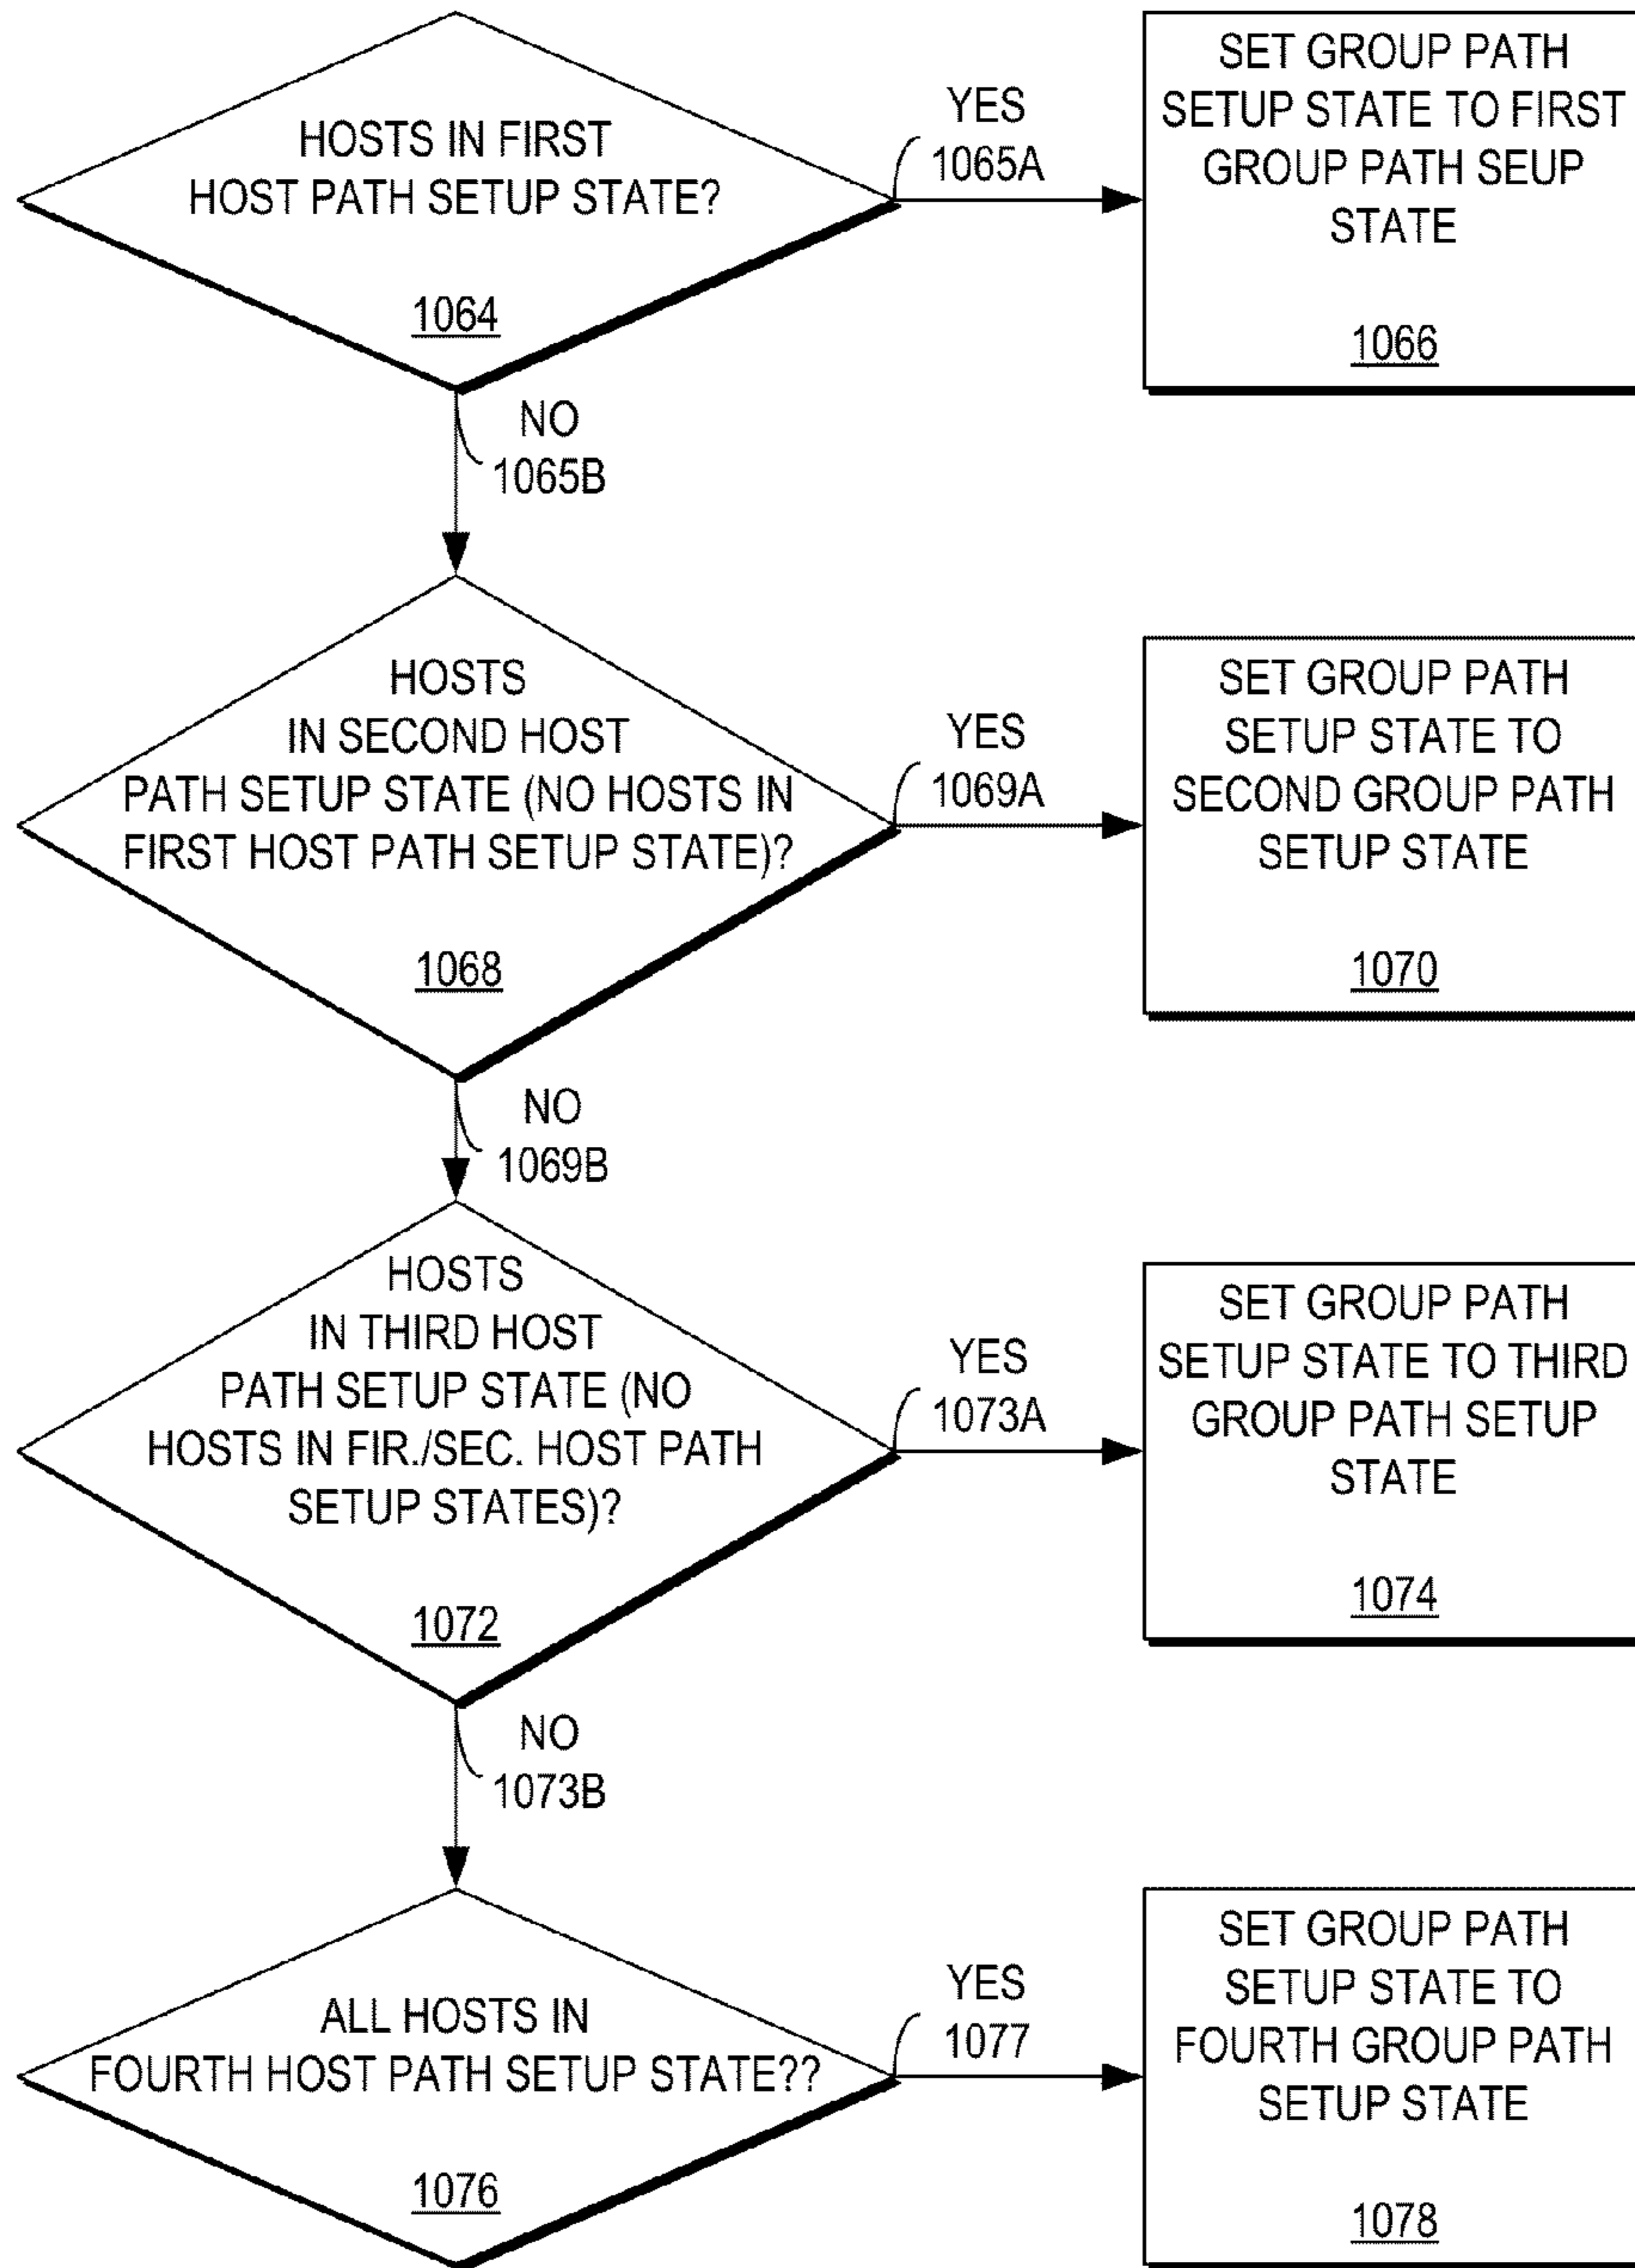 HOSTS IN FIRST
HOST PATH SETUP STATE?
1064
YES
1065A
SET GROUP PATH
SETUP STATE TO FIRST
GROUP PATH SEUP
STATE
1066
NO
1065B
HOSTS
IN SECOND HOST
PATH SETUP STATE (NO HOSTS IN
FIRST HOST PATH SETUP STATE)?
1068
YES
1069A
SET GROUP PATH
SETUP STATE TO
SECOND GROUP PATH
SETUP STATE
1070
NO
1069B
HOSTS
IN THIRD HOST
PATH SETUP STATE (NO
HOSTS IN FIR./SEC. HOST PATH
SETUP STATES)?
1072
YES
1073A
SET GROUP PATH
SETUP STATE TO THIRD
GROUP PATH SETUP
STATE
1074
NO
1073B
ALL HOSTS IN
FOURTH HOST PATH SETUP STATE??
1076
YES
1077
SET GROUP PATH
SETUP STATE TO
FOURTH GROUP PATH
SETUP STATE
1078